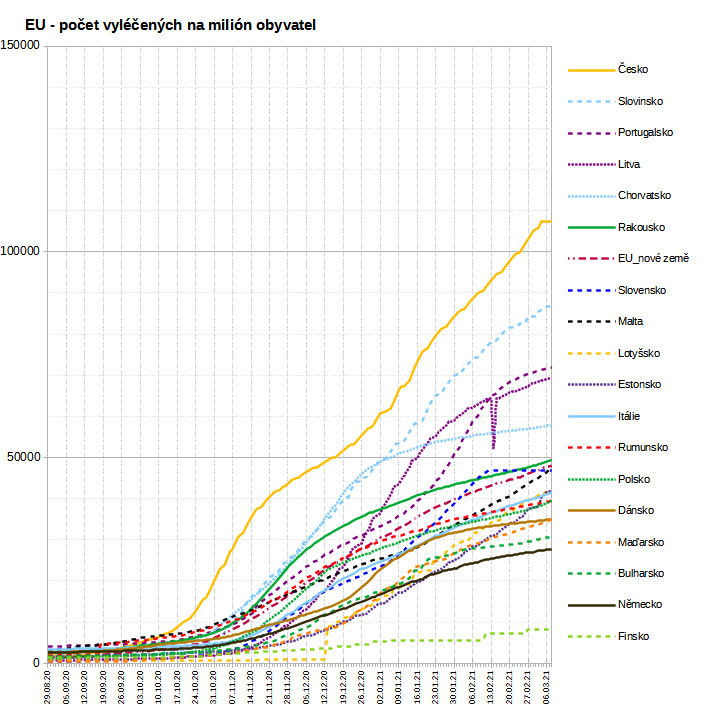 EU - počet vyléčených na milión obyvatel
150000
100000
50000
0
Česko
Slovinsko
Portugalsko
Litva
Chorvatsko
Rakousko
EU_nové země
Slovensko
Malta
Lotyšsko
Estonsko
Itálie
Rumunsko
Polsko
Dánsko
Maďarsko
Bulharsko
Německo
Finsko
29.08.20
05.09.20
12.09.20
19.09.20
26.09.20
03.10.20
10.10.20
17.10.20
24.10.20
31.10.20
07.11.20
14.11.20
21.11.20
28.11.20
05.12.20
12.12.20
19.12.20
26.12.20
02.01.21
09.01.21
16.01.21
23.01.21
30.01.21
06.02.21
13.02.21
20.02.21
27.02.21
06.03.21